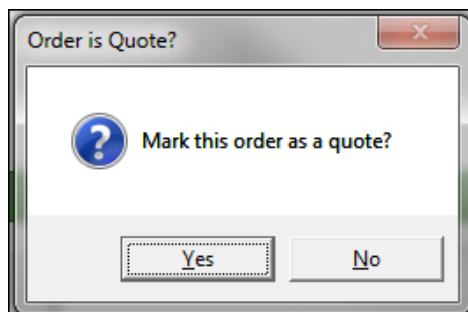 Order is Quote?
Mark this order as a quote?
Yes
No